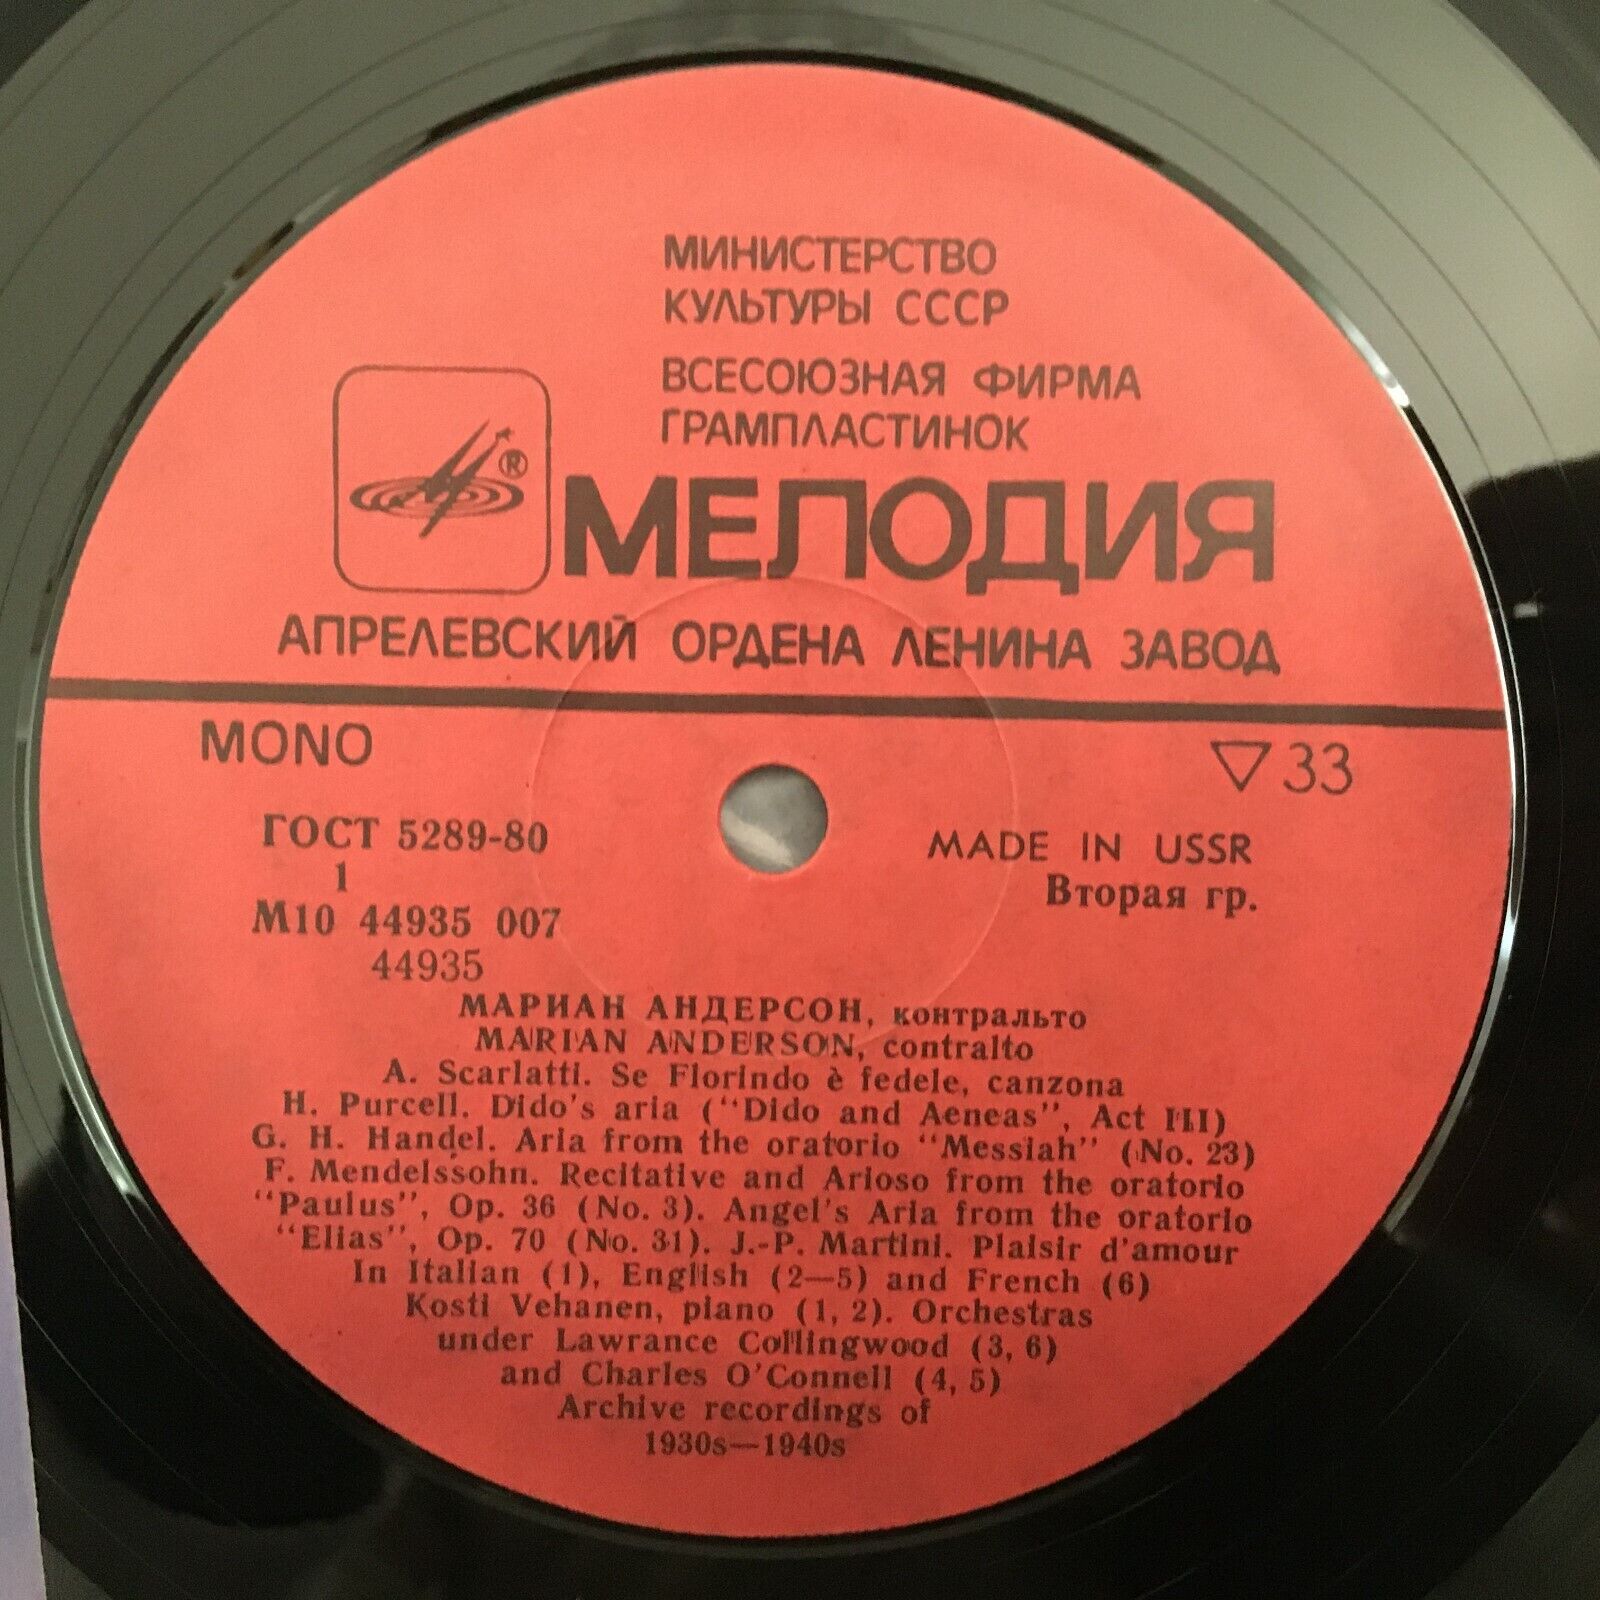 МИНИСТЕРСТВО
КУЛЬТУРЫ СССР
ВСЕСОЮЗНАЯ ФИРМА
ГРАМПЛАСТИНОК
®
МЕЛОДИЯ
АПРЕЛЕВСКИЙ ОРДЕНА ЛЕНИНА ЗАВОД
MONO
▽ 33
ГОСТ 5289-80
1
М10 44935 007
44935
MADE IN USSR
Вторая гр.
МАРИАН АНДЕРСОН, контральто
MARIAN ANDERSON, contralto
A. Scarlatti. Se Florindo è fedele, canzona
H. Purcell. Dido's aria ("Dido and Aeneas", Act III)
G. H. Handel. Aria from the oratorio "Messiah" (No. 23)
F. Mendelssohn. Recitative and Arioso from the oratorio
"Paulus", Op. 36 (No. 3). Angel's Aria from the oratorio
"Elias", Op. 70 (No. 31). J.-P. Martini. Plaisir d'amour
In Italian (1), English (2—5) and French (6)
Kosti Vehanen, piano (1, 2). Orchestras
under Lawrance Collingwood (3, 6)
and Charles O'Connell (4, 5)
Archive recordings of
1930s—1940s